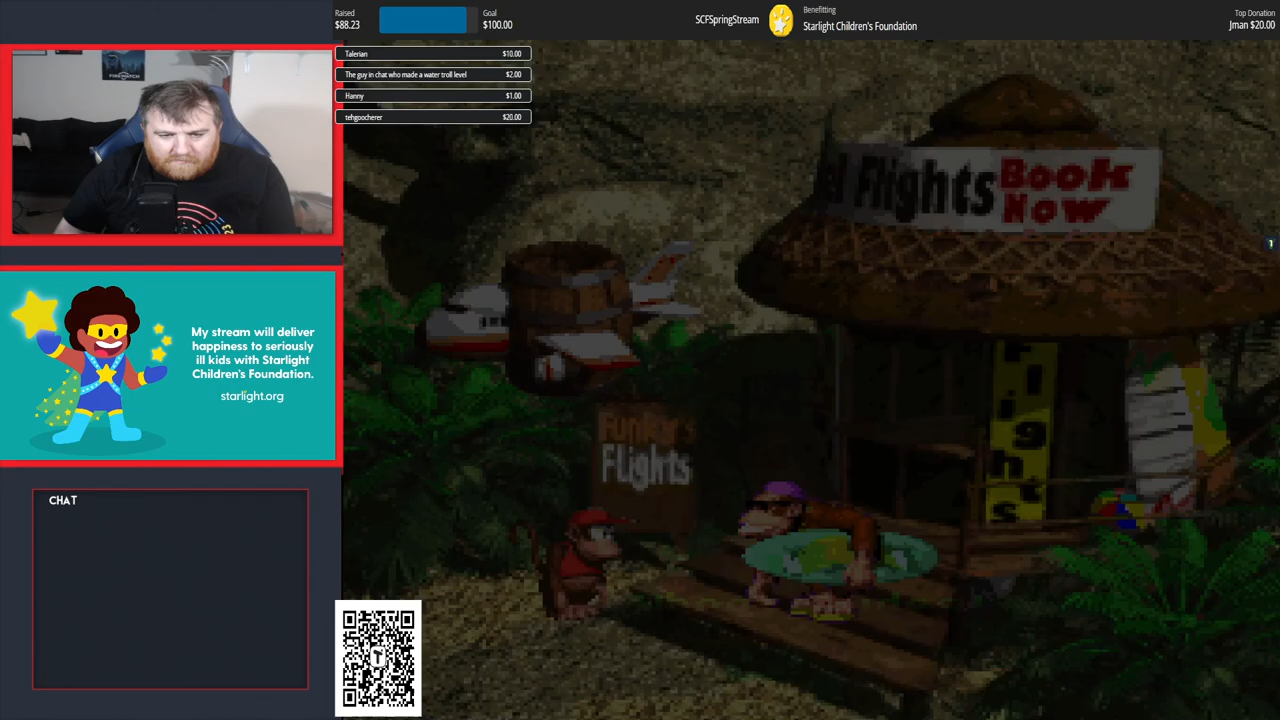 Raised
$88.23
Goal
$100.00
SCFSpringStream
Benefitting
Starlight Children's Foundation
Top Donation
Jman $20.00
Talerian $10.00
The guy in chat who made a water troll level $2.00
Hanny $1.00
tehgoocherer $20.00
FIREWATCH
Flights Book
Now
1
My stream will deliver
happiness to seriously
ill kids with Starlight
Children's Foundation.
starlight.org
Funky's
Flights
Flights
CHAT